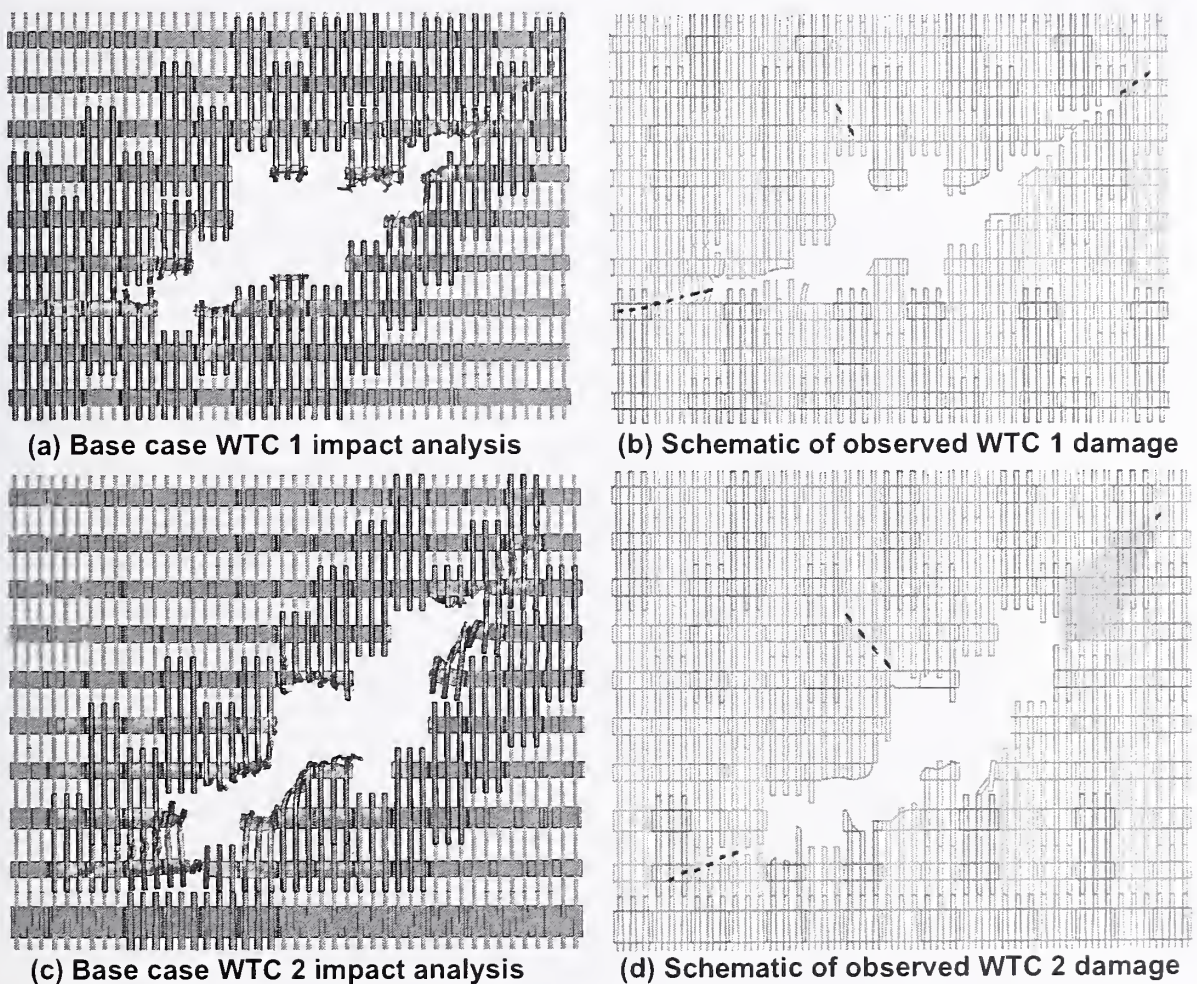 (a) Base case WTC 1 impact analysis
(b) Schematic of observed WTC 1 damage
(c) Base case WTC 2 impact analysis
(d) Schematic of observed WTC 2 damage